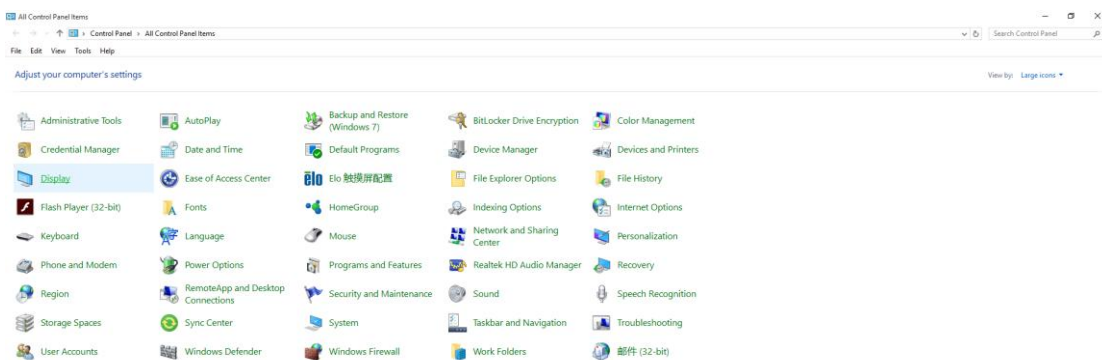 All Control Panel Items
Control Panel › All Control Panel Items
Search Control Panel
File Edit View Tools Help
Adjust your computer's settings
View by: Large icons
Administrative Tools
AutoPlay
Backup and Restore
(Windows 7)
BitLocker Drive Encryption
Color Management
Credential Manager
Date and Time
Default Programs
Device Manager
Devices and Printers
Display
Ease of Access Center
elo
Elo 触摸屏配置
File Explorer Options
File History
Flash Player (32-bit)
Fonts
HomeGroup
Indexing Options
Internet Options
Keyboard
Language
Mouse
Network and Sharing
Center
Personalization
Phone and Modem
Power Options
Programs and Features
Realtek HD Audio Manager
Recovery
Region
RemoteApp and Desktop
Connections
Security and Maintenance
Sound
Speech Recognition
Storage Spaces
Sync Center
System
Taskbar and Navigation
Troubleshooting
User Accounts
Windows Defender
Windows Firewall
Work Folders
邮件 (32-bit)